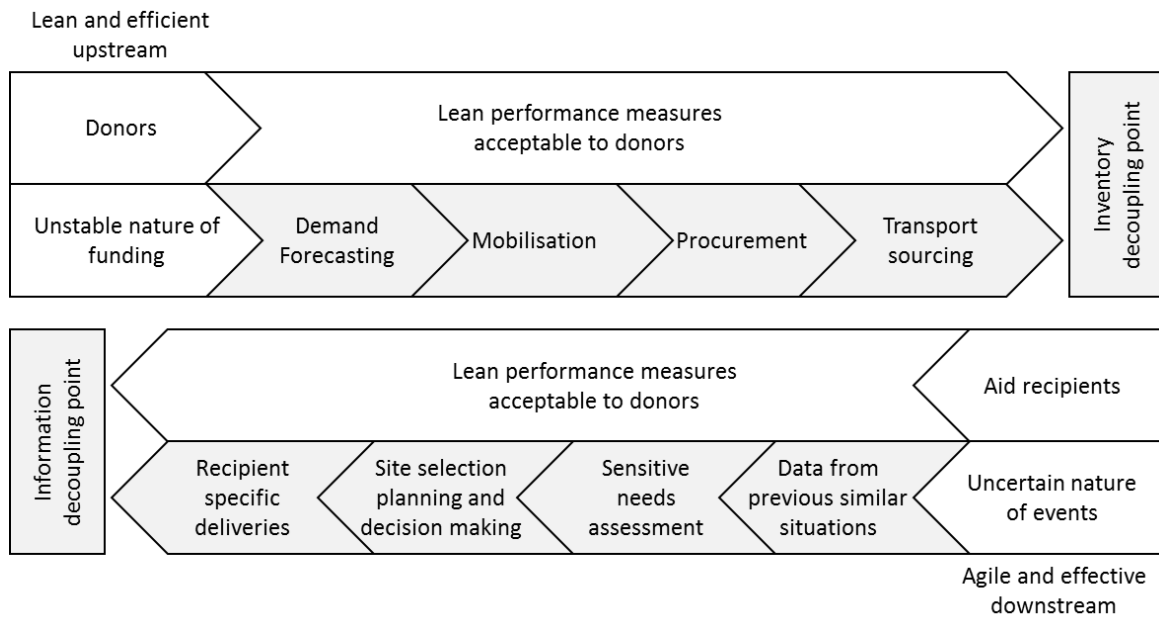 Lean and efficient
upstream
Donors
Lean performance measures
acceptable to donors
Inventory
decoupling point
Unstable nature of
funding
Demand
Forecasting
Mobilisation
Procurement
Transport
sourcing
Information
decoupling point
Lean performance measures
acceptable to donors
Aid recipients
Recipient
specific
deliveries
Site selection
planning and
decision making
Sensitive
needs
assessment
Data from
previous similar
situations
Uncertain nature
of events
Agile and effective
downstream